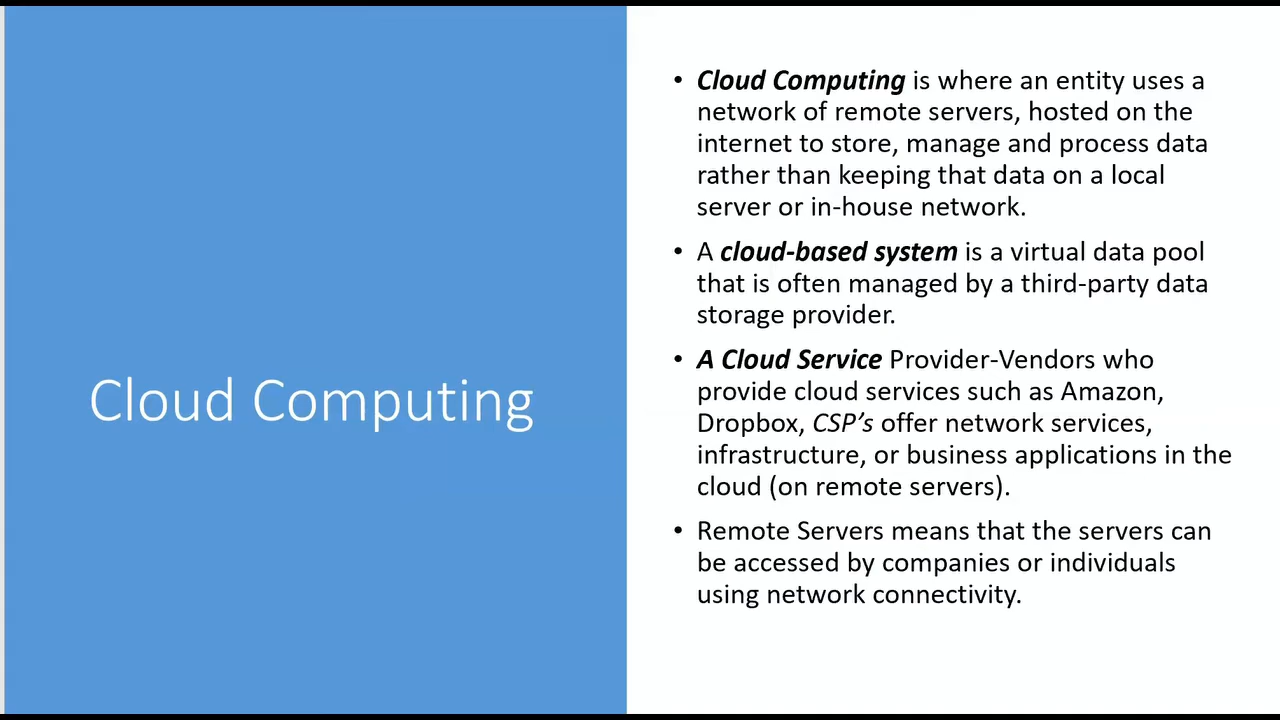 Cloud Computing
• Cloud Computing is where an entity uses a
network of remote servers, hosted on the
internet to store, manage and process data
rather than keeping that data on a local
server or in-house network.
• A cloud-based system is a virtual data pool
that is often managed by a third-party data
storage provider.
• A Cloud Service Provider-Vendors who
provide cloud services such as Amazon,
Dropbox, CSP’s offer network services,
infrastructure, or business applications in the
cloud (on remote servers).
• Remote Servers means that the servers can
be accessed by companies or individuals
using network connectivity.